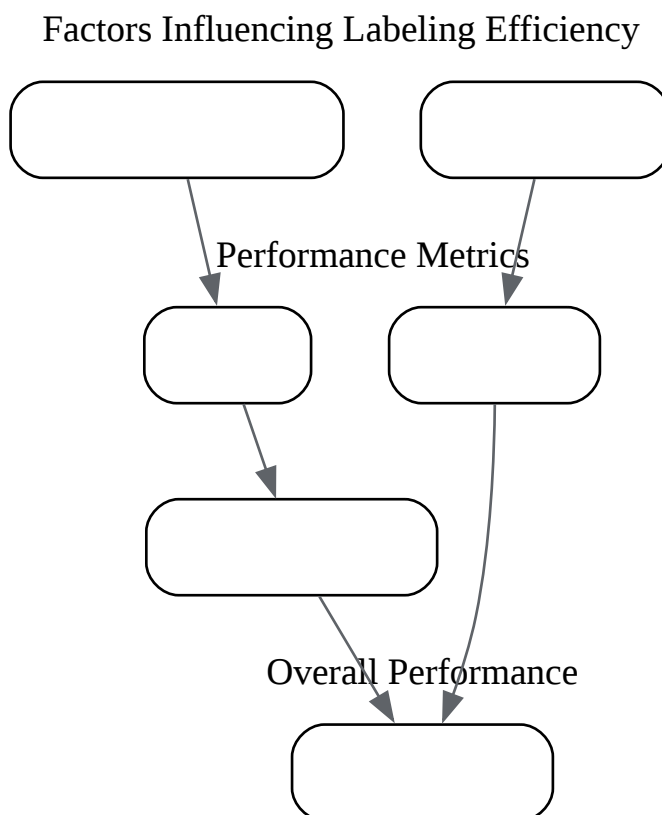 Factors Influencing Labeling Efficiency
Performance Metrics
Overall Performance